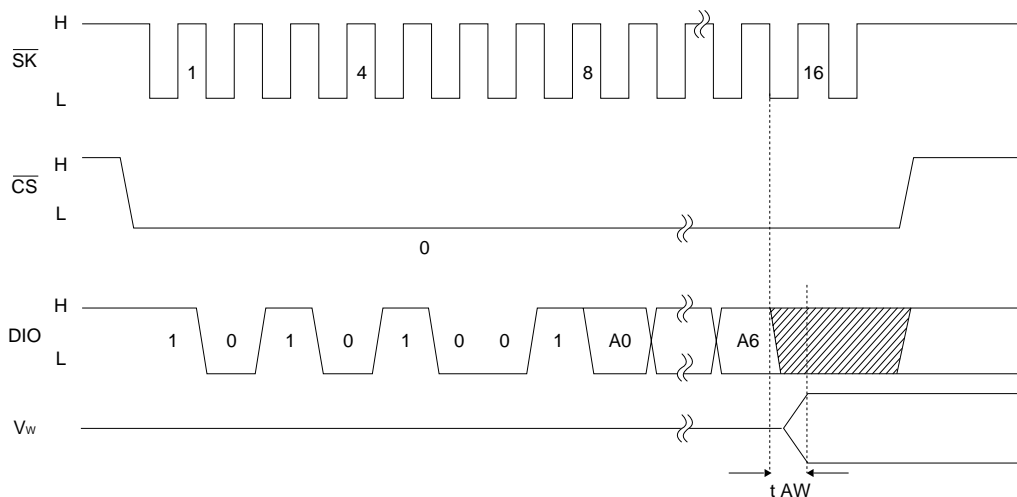 H
SK
1 4 8 16
L
H
CS
L
0
H
DIO
1 0 1 0 1 0 0 1 A0 A6
L
Vw
t AW